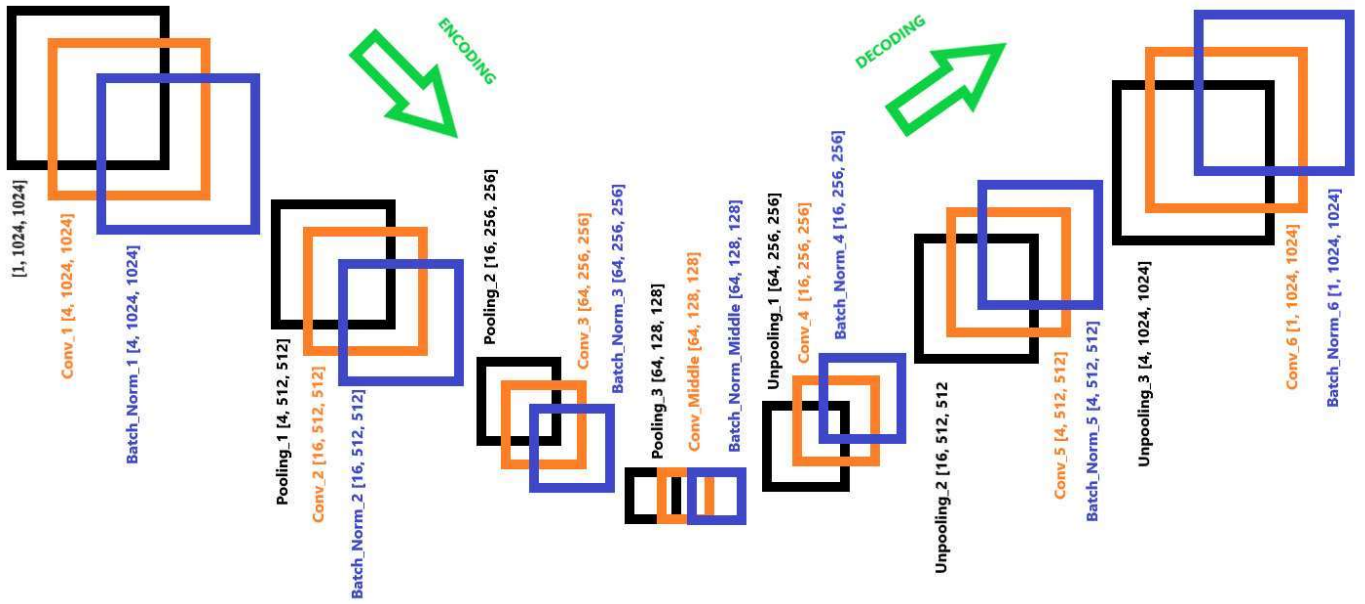 ENCODING
DECODING
[1, 1024, 1024]
Conv_1 [4, 1024, 1024]
Batch_Norm_1 [4, 1024, 1024]
Pooling_1 [4, 512, 512]
Conv_2 [16, 512, 512]
Batch_Norm_2 [16, 512, 512]
Pooling_2 [16, 256, 256]
Conv_3 [64, 256, 256]
Batch_Norm_3 [64, 256, 256]
Pooling_3 [64, 128, 128]
Conv_Middle [64, 128, 128]
Batch_Norm_Middle [64, 128, 128]
Unpooling_1 [64, 256, 256]
Conv_4 [16, 256, 256]
Batch_Norm_4 [16, 256, 256]
Unpooling_2 [16, 512, 512
Conv_5 [4, 512, 512]
Batch_Norm_5 [4, 512, 512]
Unpooling_3 [4, 1024, 1024]
Conv_6 [1, 1024, 1024]
Batch_Norm_6 [1, 1024, 1024]